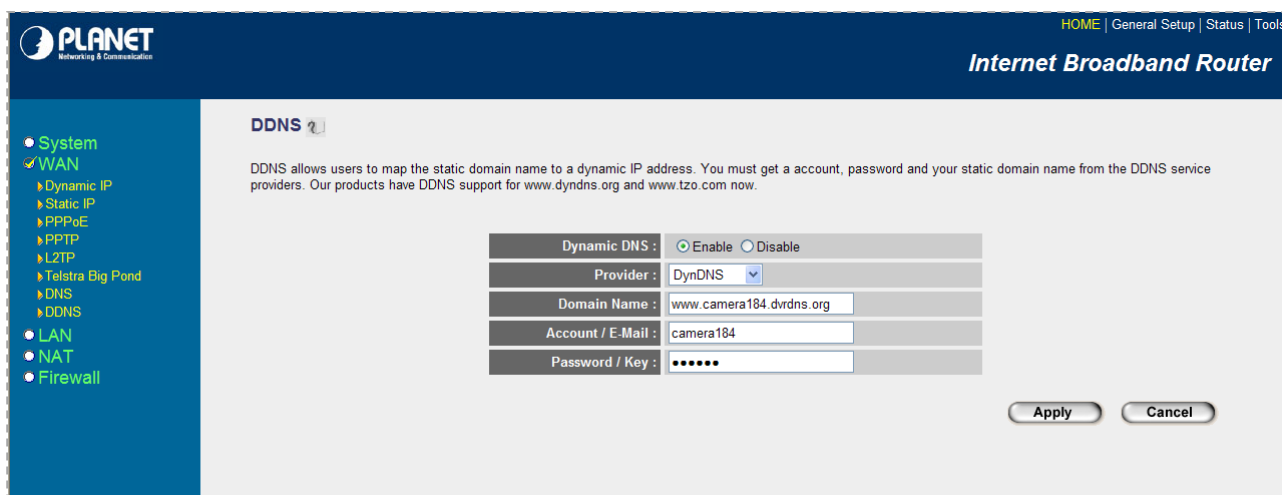 PLANET
Networking & Communication
HOME | General Setup | Status | Tools
Internet Broadband Router
System
WAN
Dynamic IP
Static IP
PPPoE
PPTP
L2TP
Telstra Big Pond
DNS
DDNS
LAN
NAT
Firewall
DDNS
DDNS allows users to map the static domain name to a dynamic IP address. You must get a account, password and your static domain name from the DDNS service
providers. Our products have DDNS support for www.dyndns.org and www.tzo.com now.
Dynamic DNS : Enable Disable
Provider : DynDNS
Domain Name : www.camera184.dvrdns.org
Account / E-Mail : camera184
Password / Key : ••••••
Apply Cancel